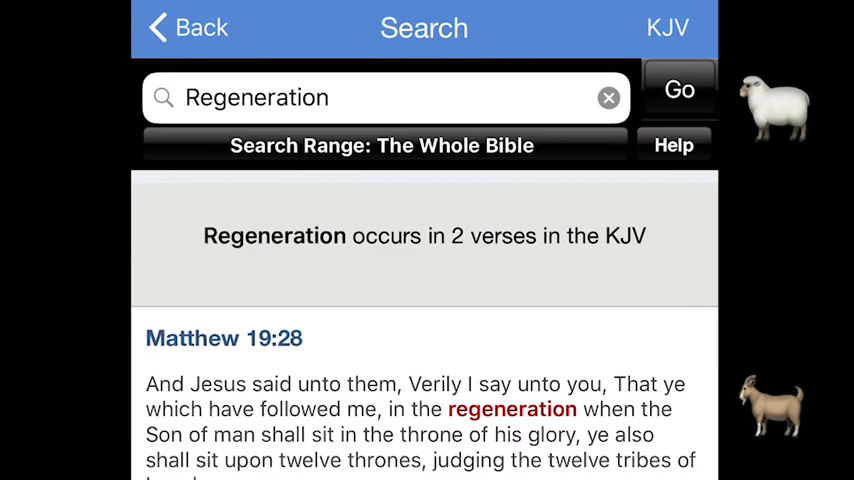 Back Search KJV
Regeneration Go
Search Range: The Whole Bible Help
Regeneration occurs in 2 verses in the KJV
Matthew 19:28
And Jesus said unto them, Verily I say unto you, That ye
which have followed me, in the regeneration when the
Son of man shall sit in the throne of his glory, ye also
shall sit upon twelve thrones, judging the twelve tribes of